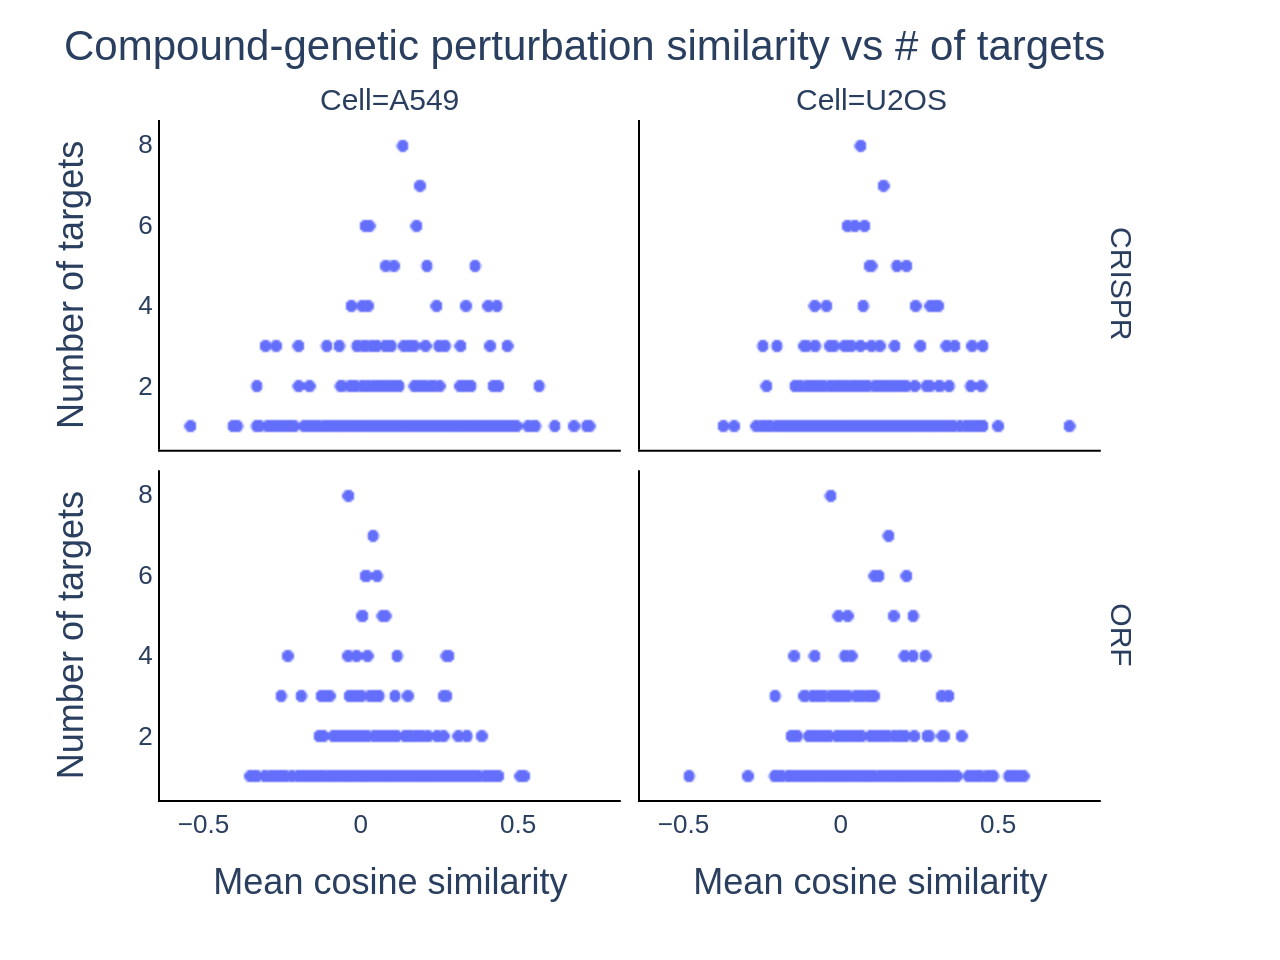 Compound-genetic perturbation similarity vs # of targets
Cell=A549
Cell=U2OS
Number of targets
8
6
4
2
CRISPR
Number of targets
8
6
4
2
ORF
−0.5
0
0.5
−0.5
0
0.5
Mean cosine similarity
Mean cosine similarity